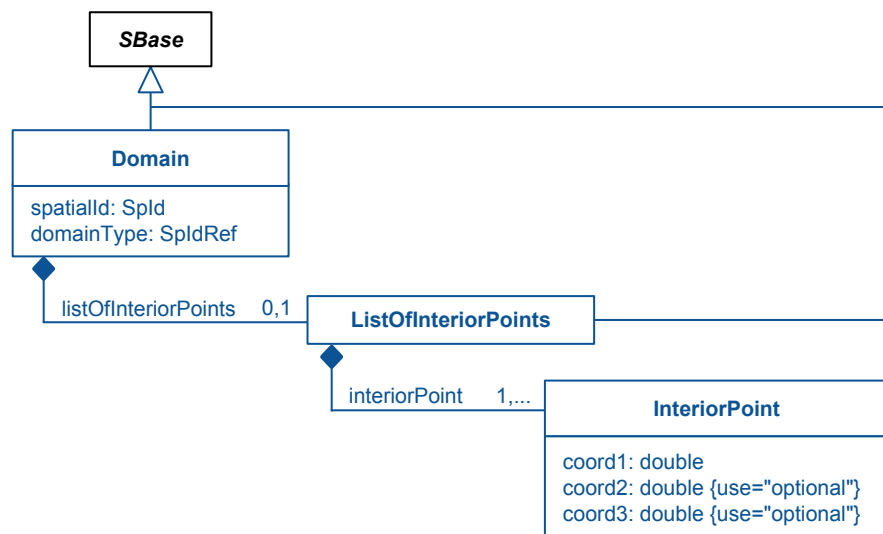 SBase
Domain
spatialId: SpId
domainType: SpIdRef
listOfInteriorPoints 0,1
ListOfInteriorPoints
interiorPoint 1,...
InteriorPoint
coord1: double
coord2: double {use="optional"}
coord3: double {use="optional"}